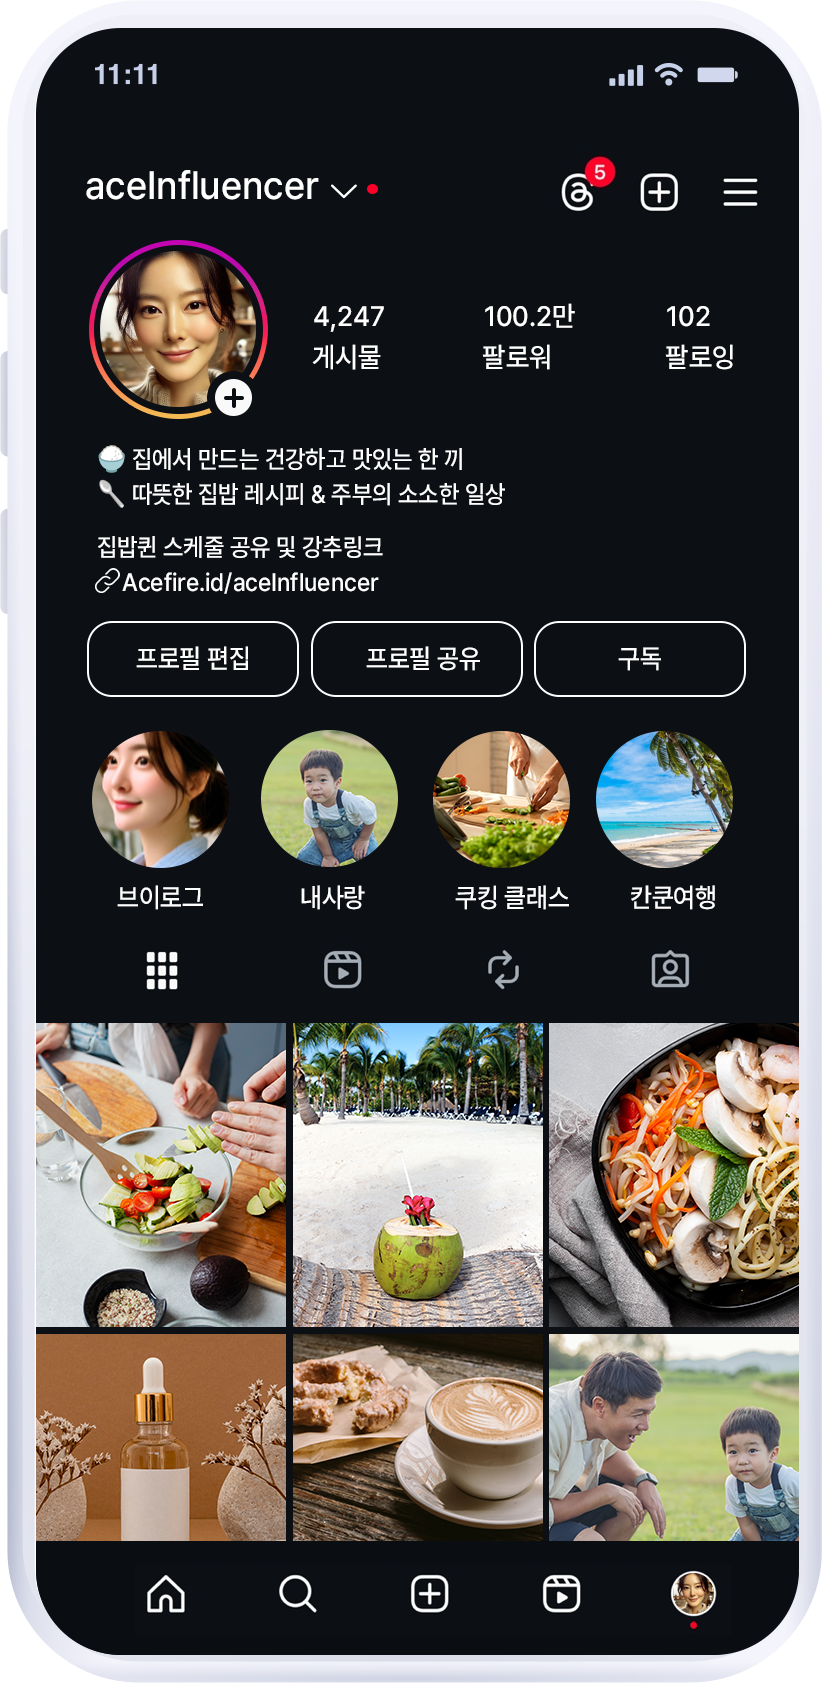 11:11
aceInfluencer
5
4,247
100.2만
102
게시물
팔로워
팔로잉
🍚 집에서 만드는 건강하고 맛있는 한 끼
🥄 따뜻한 집밥 레시피 & 주부의 소소한 일상
집밥퀸 스케줄 공유 및 강추링크
Acefire.id/aceInfluencer
프로필 편집
프로필 공유
구독
브이로그
내사랑
쿠킹 클래스
칸쿤여행